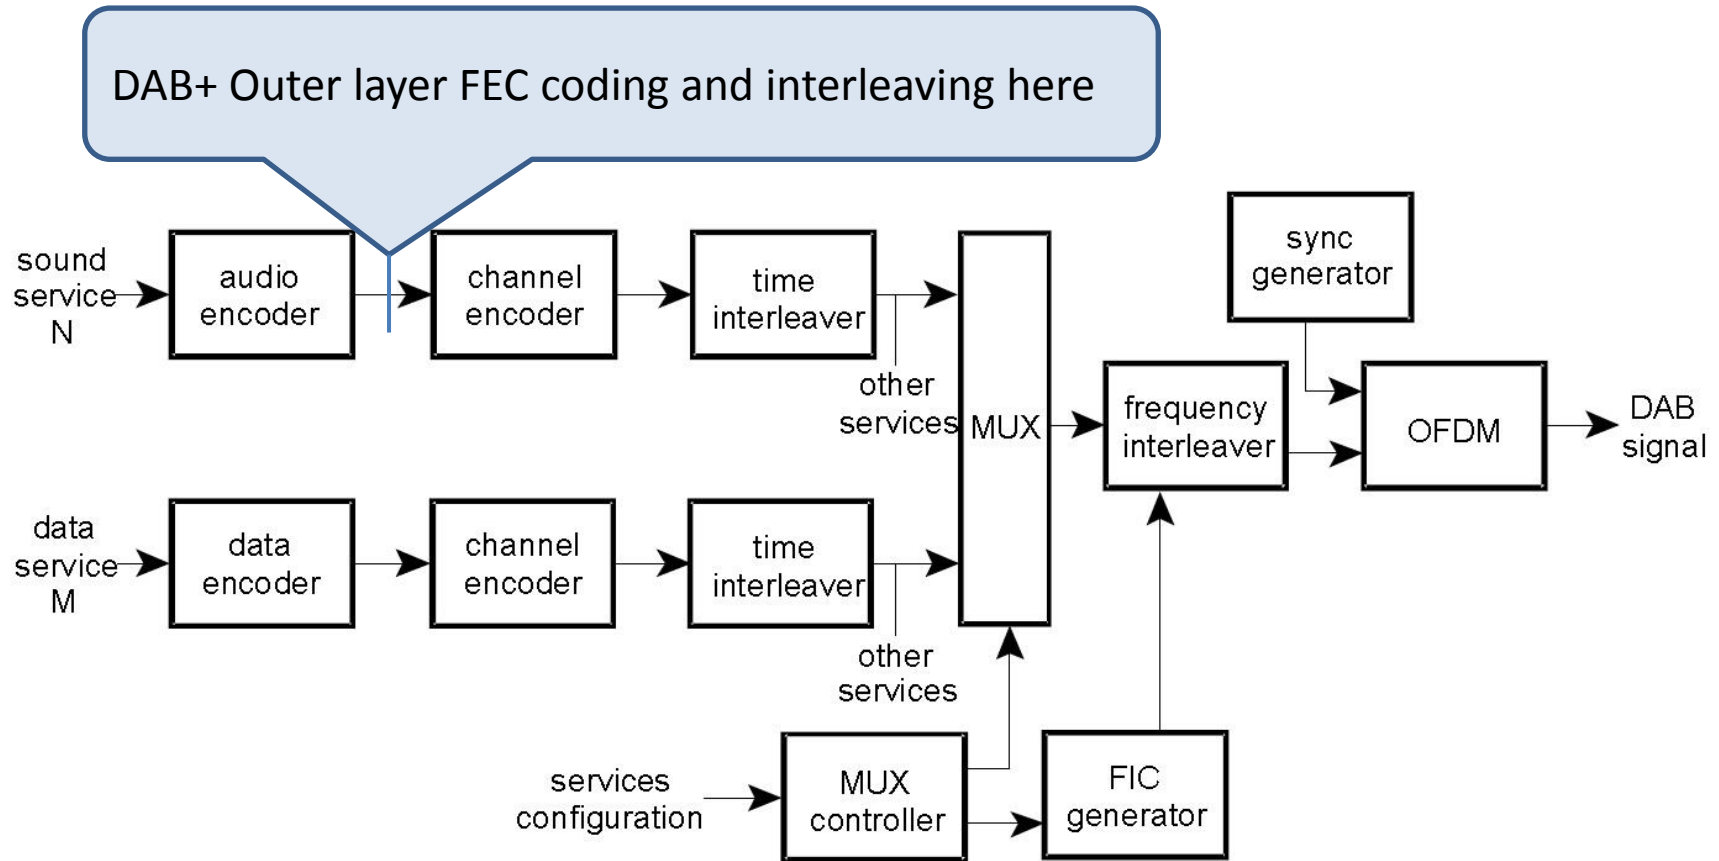 DAB+ Outer layer FEC coding and interleaving here
sound
service
N
audio
encoder
channel
encoder
time
interleaver
other
services
MUX
sync
generator
frequency
interleaver
OFDM
DAB
signal
data
service
M
data
encoder
channel
encoder
time
interleaver
other
services
services
configuration
MUX
controller
FIC
generator